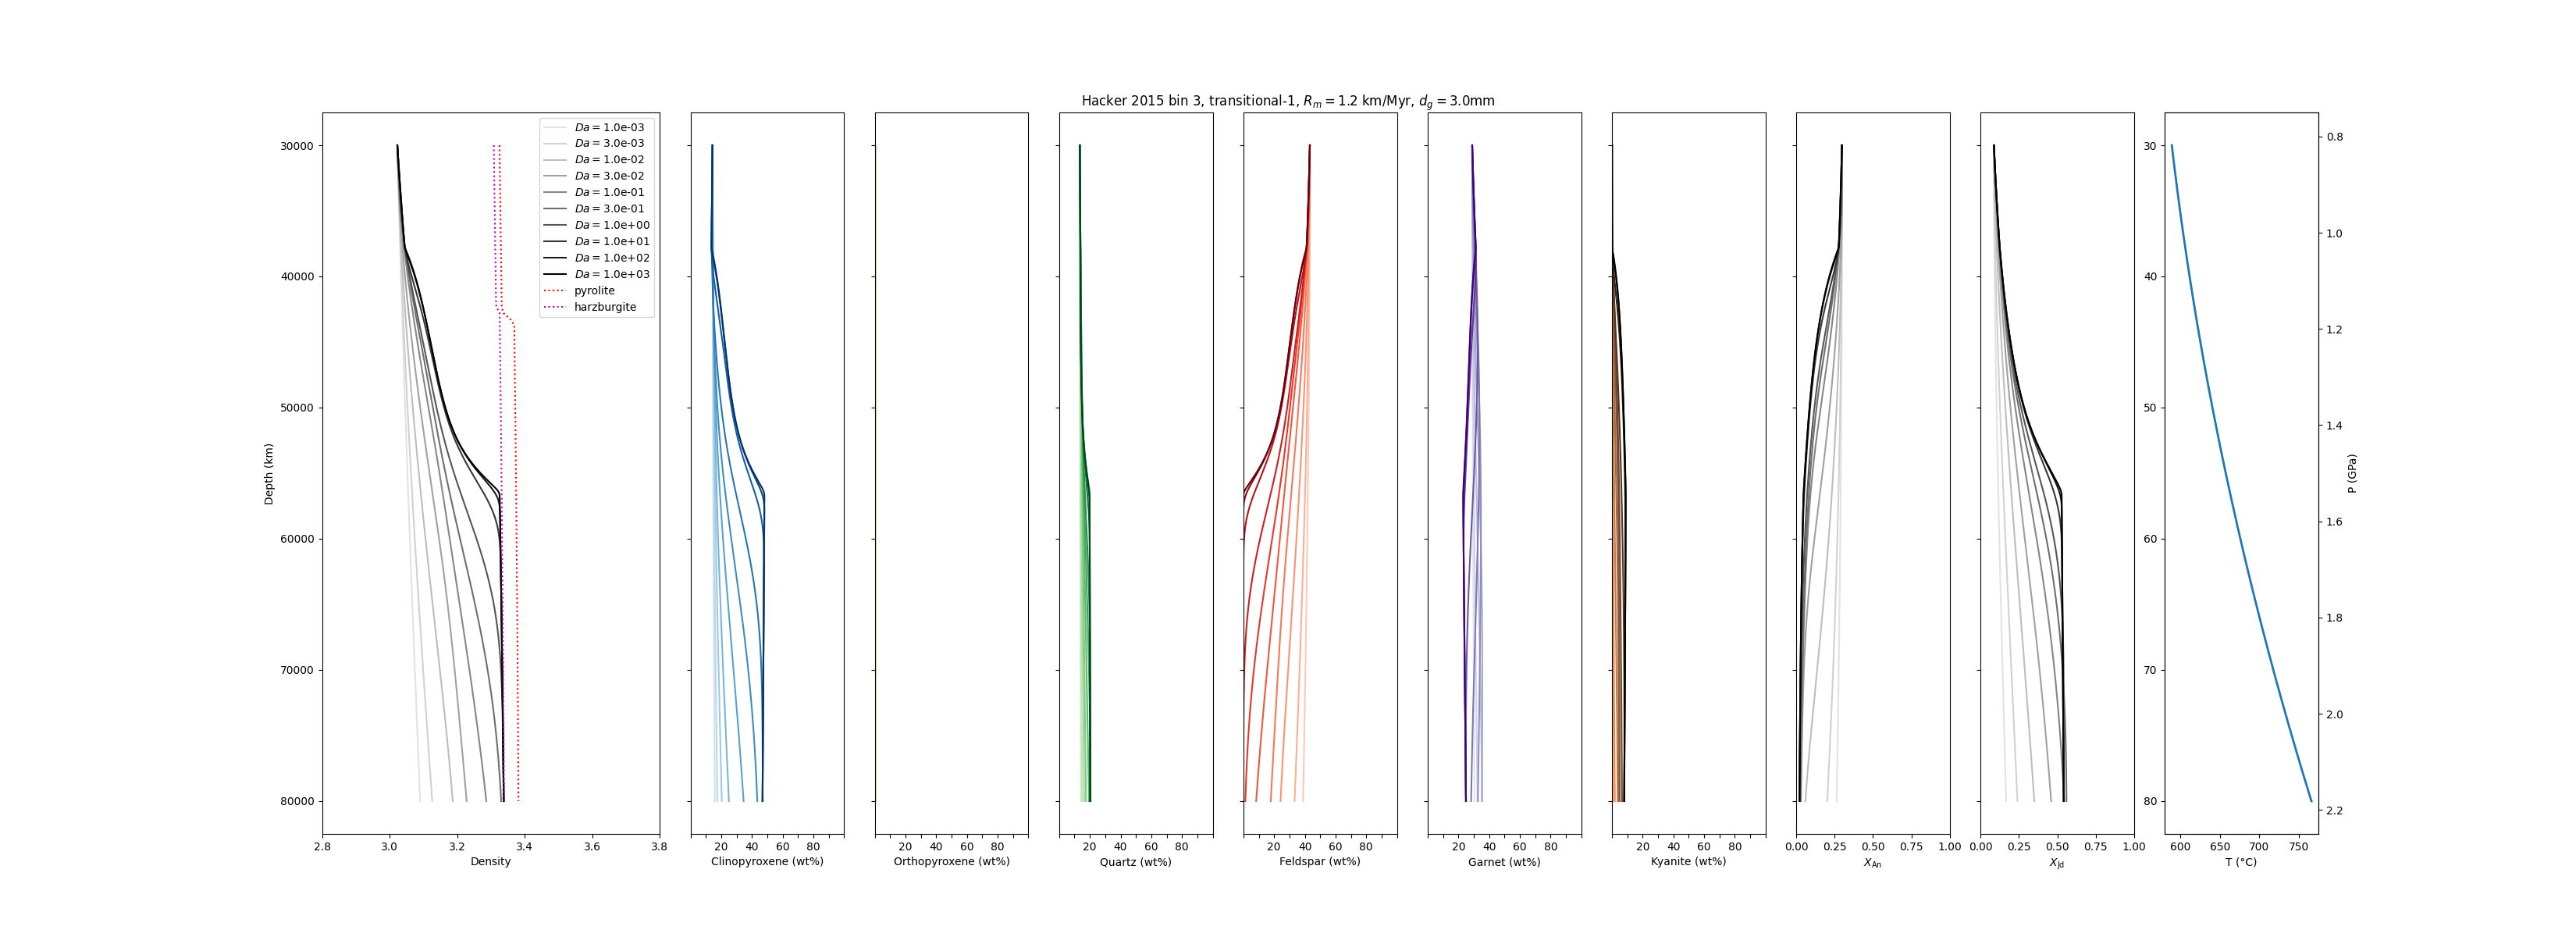 Hacker 2015 bin 3, transitional-1, R_m = 1.2 km/Myr, d_g = 3.0mm
Da = 1.0e-03
Da = 3.0e-03
Da = 1.0e-02
Da = 3.0e-02
Da = 1.0e-01
Da = 3.0e-01
Da = 1.0e+00
Da = 1.0e+01
Da = 1.0e+02
Da = 1.0e+03
pyrolite
harzburgite
Depth (km)
30000
40000
50000
60000
70000
80000
2.8 3.0 3.2 3.4 3.6 3.8
Density
20 40 60 80
Clinopyroxene (wt%)
20 40 60 80
Orthopyroxene (wt%)
20 40 60 80
Quartz (wt%)
20 40 60 80
Feldspar (wt%)
20 40 60 80
Garnet (wt%)
20 40 60 80
Kyanite (wt%)
0.00 0.25 0.50 0.75 1.00
X_An
0.00 0.25 0.50 0.75 1.00
X_Jd
30
40
50
60
70
80
600 650 700 750
T (°C)
0.8
1.0
1.2
1.4
1.6
1.8
2.0
2.2
P (GPa)